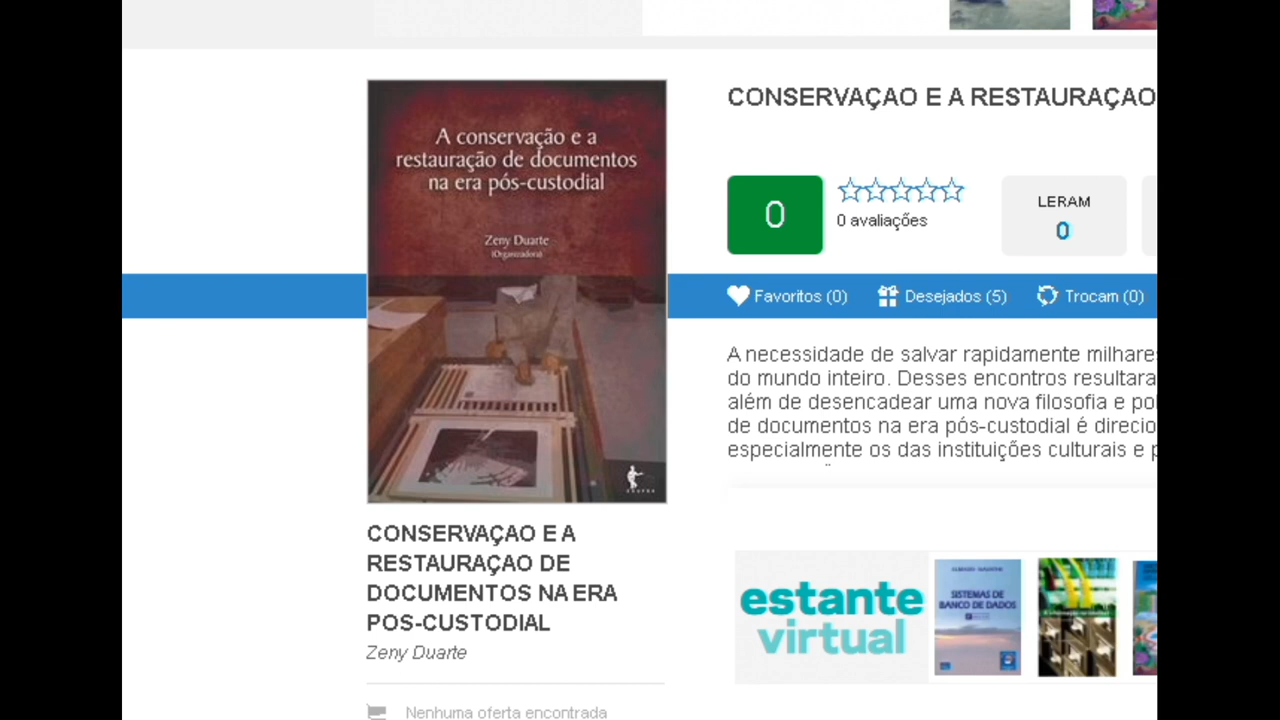 CONSERVAÇAO E A RESTAURAÇAO
A conservação e a
restauração de documentos
na era pós-custodial
Zeny Duarte
(Organizadora)
0
0 avaliações
LERAM
0
Favoritos (0)
Desejados (5)
Trocam (0)
A necessidade de salvar rapidamente milhares
do mundo inteiro. Desses encontros resultara
além de desencadear uma nova filosofia e pol
de documentos na era pós-custodial é direcio
especialmente os das instituições culturais e p
CONSERVAÇAO E A
RESTAURAÇAO DE
DOCUMENTOS NA ERA
POS-CUSTODIAL
Zeny Duarte
estante
virtual
SISTEMAS DE
BANCO DE DADOS
Nenhuma oferta encontrada